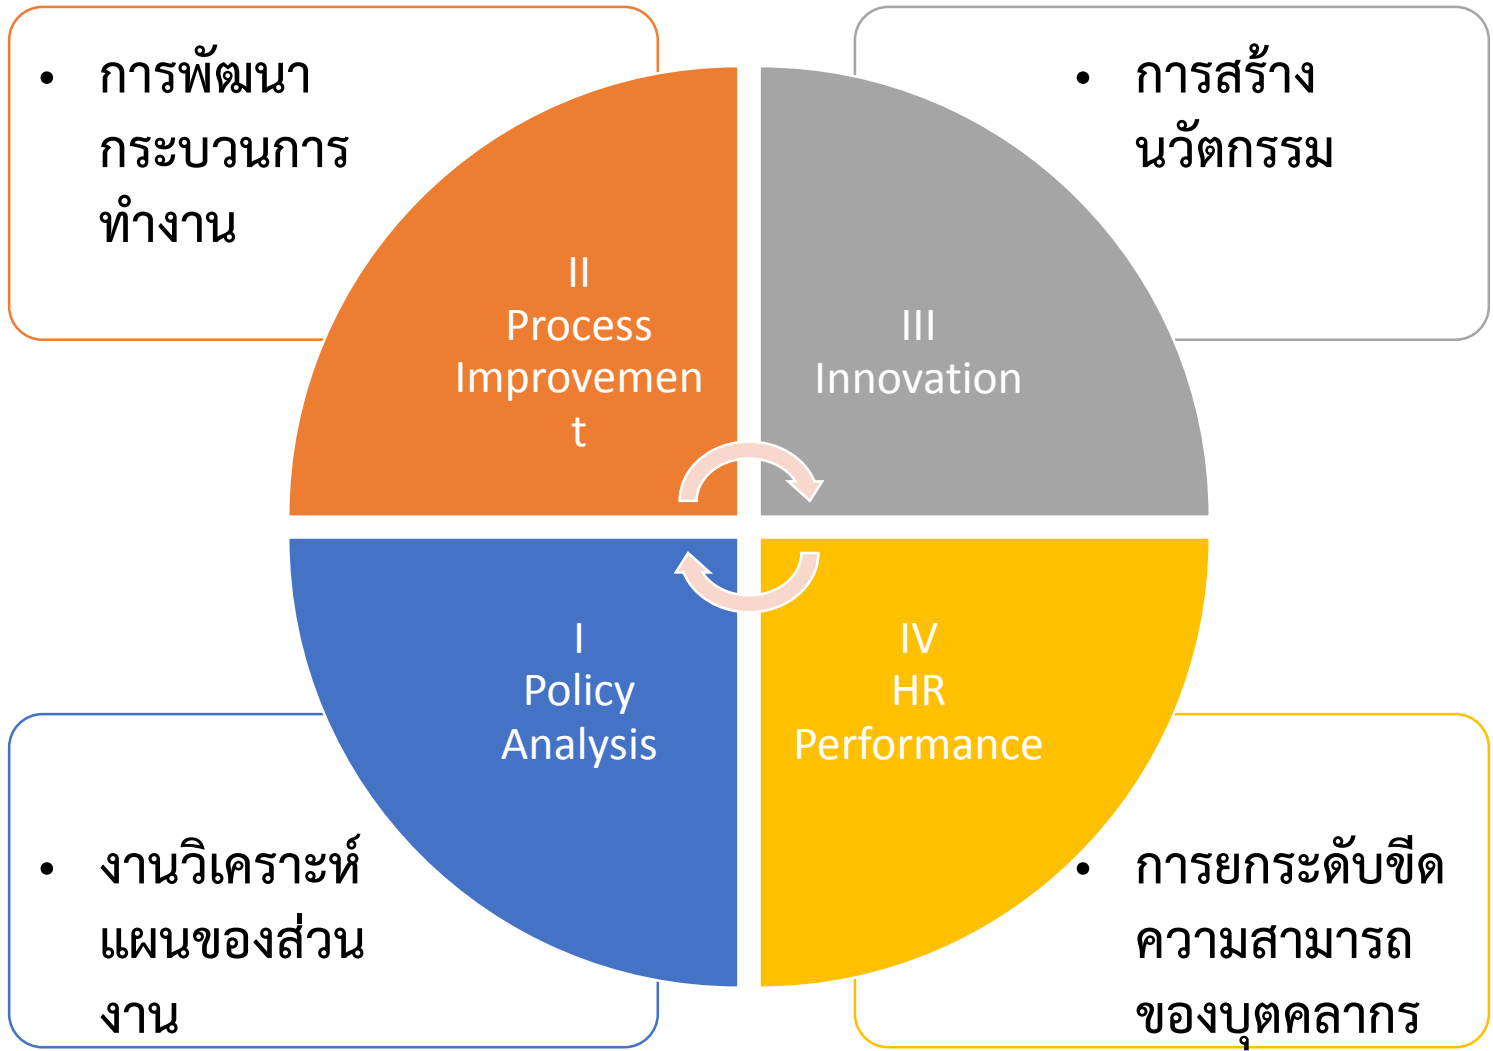 • การพัฒนา
กระบวนการ
ทำงาน
• การสร้าง
นวัตกรรม
II
Process
Improvemen
t
III
Innovation
I
Policy
Analysis
IV
HR
Performance
• งานวิเคราะห์
แผนของส่วน
งาน
• การยกระดับขีด
ความสามารถ
ของบุตคลากร